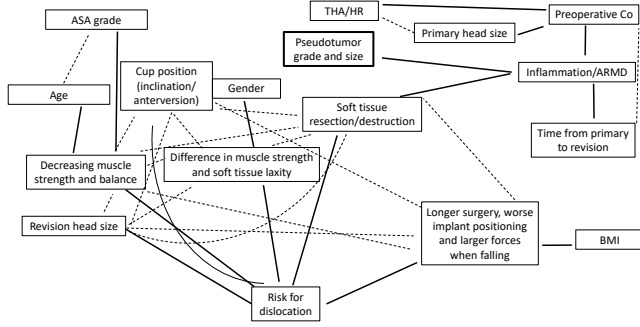 THA/HR
Preoperative Co
ASA grade
Primary head size
Pseudotumor
grade and size
Cup position
(inclination/
anterversion)
Inflammation/ARMD
Gender
Age
Soft tissue
resection/destruction
Time from primary
to revision
Decreasing muscle
strength and balance
Difference in muscle strength
and soft tissue laxity
Revision head size
Longer surgery, worse
implant positioning
and larger forces
when falling
BMI
Risk for
dislocation